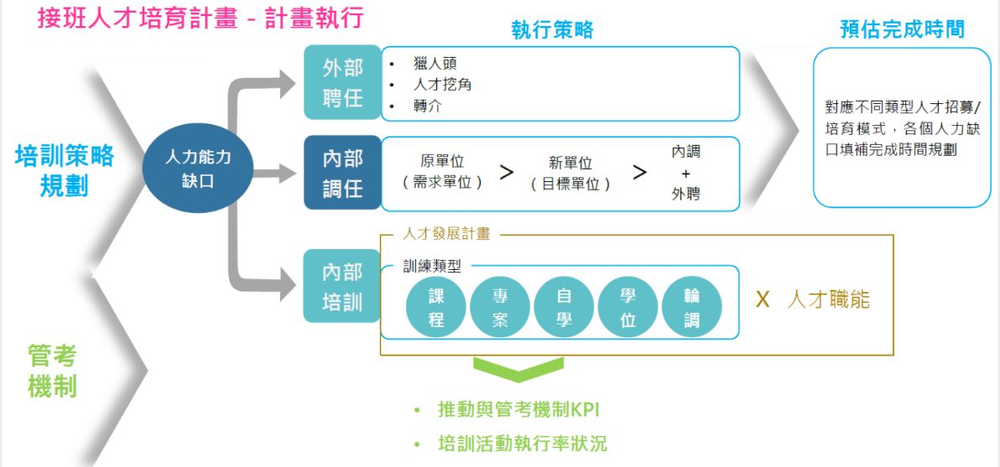 接班人才培育計畫 - 計畫執行
執行策略
預估完成時間
培訓策略
規劃
人力能力
缺口
外部
聘任
• 獵人頭
• 人才挖角
• 轉介
內部
調任
原單位
(需求單位)
>
新單位
(目標單位)
>
內調
+
外聘
對應不同類型人才招募/
培育模式，各個人力缺
口填補完成時間規劃
內部
培訓
人才發展計畫
訓練類型
課
程
專
案
自
學
學
位
輪
調
X 人才職能
管考
機制
• 推動與管考機制KPI
• 培訓活動執行率狀況